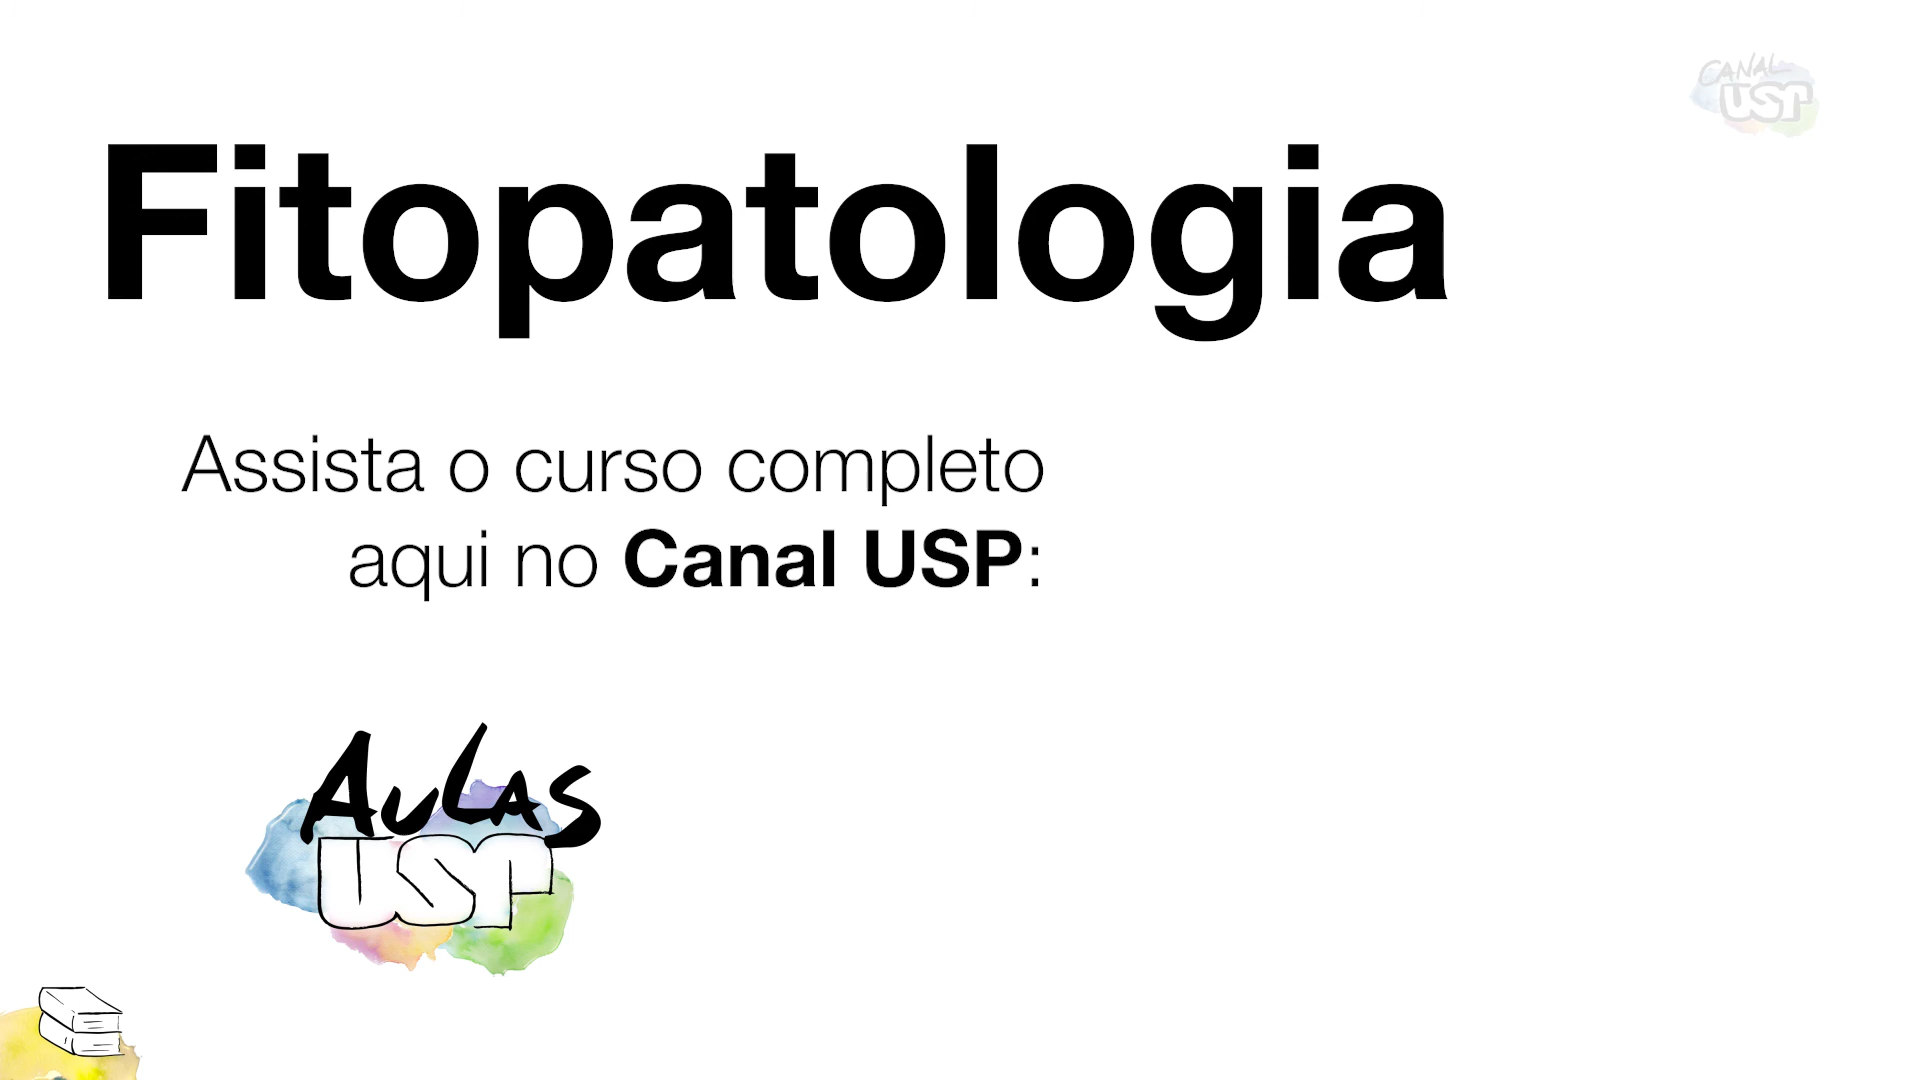 CANAL
USP
Fitopatologia
Assista o curso completo
aqui no Canal USP:
AULAS
USP